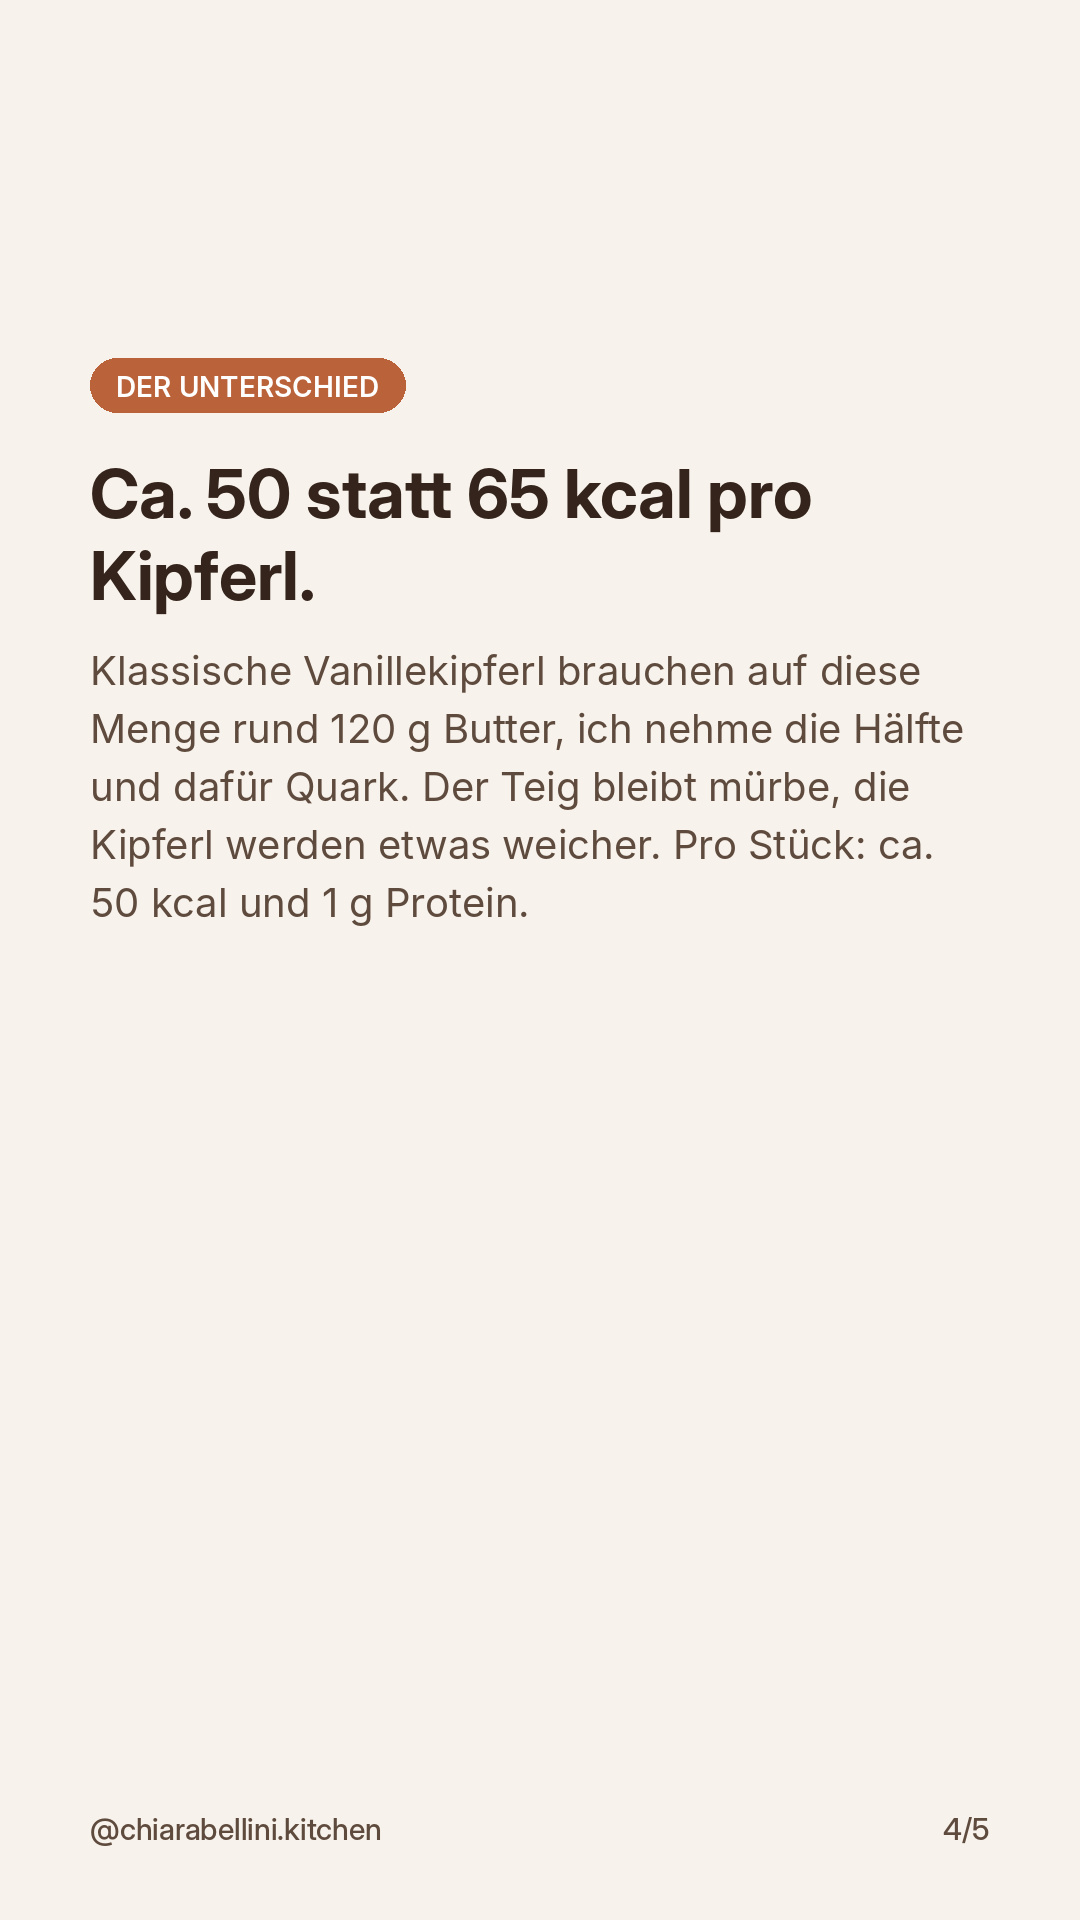 DER UNTERSCHIED
Ca. 50 statt 65 kcal pro
Kipferl.
Klassische Vanillekipferl brauchen auf diese
Menge rund 120 g Butter, ich nehme die Hälfte
und dafür Quark. Der Teig bleibt mürbe, die
Kipferl werden etwas weicher. Pro Stück: ca.
50 kcal und 1 g Protein.
@chiarabellini.kitchen
4/5